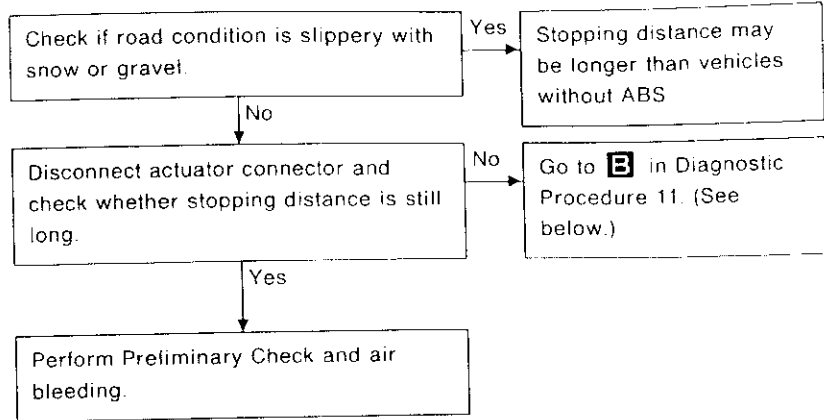 Check if road condition is slippery with
snow or gravel.
Yes
Stopping distance may
be longer than vehicles
without ABS
No
Disconnect actuator connector and
check whether stopping distance is still
long.
No
Go to B in Diagnostic
Procedure 11. (See
below.)
Yes
Perform Preliminary Check and air
bleeding.